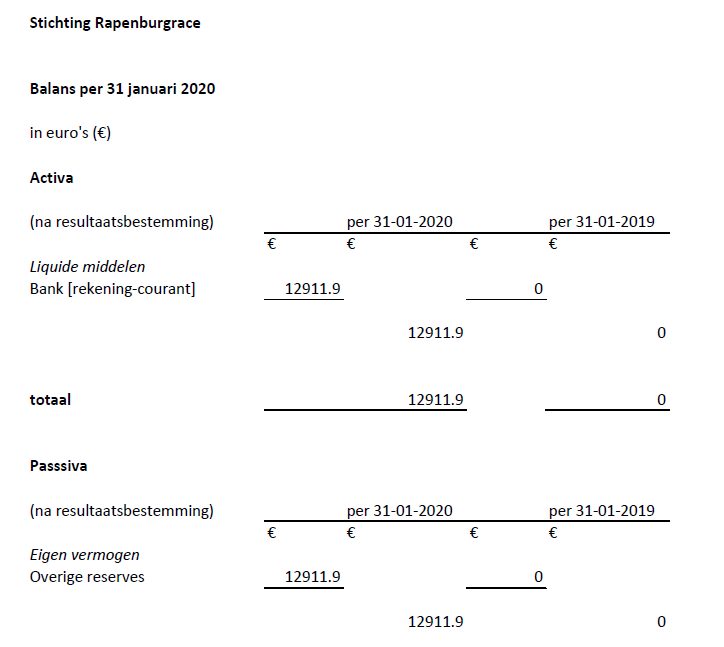 Stichting Rapenburgrace
Balans per 31 januari 2020
in euro's (€)
Activa
(na resultaatsbestemming) per 31-01-2020 per 31-01-2019
€ € € €
Liquide middelen
Bank [rekening-courant] 12911.9 0
12911.9 0
totaal 12911.9 0
Passsiva
(na resultaatsbestemming) per 31-01-2020 per 31-01-2019
€ € € €
Eigen vermogen
Overige reserves 12911.9 0
12911.9 0